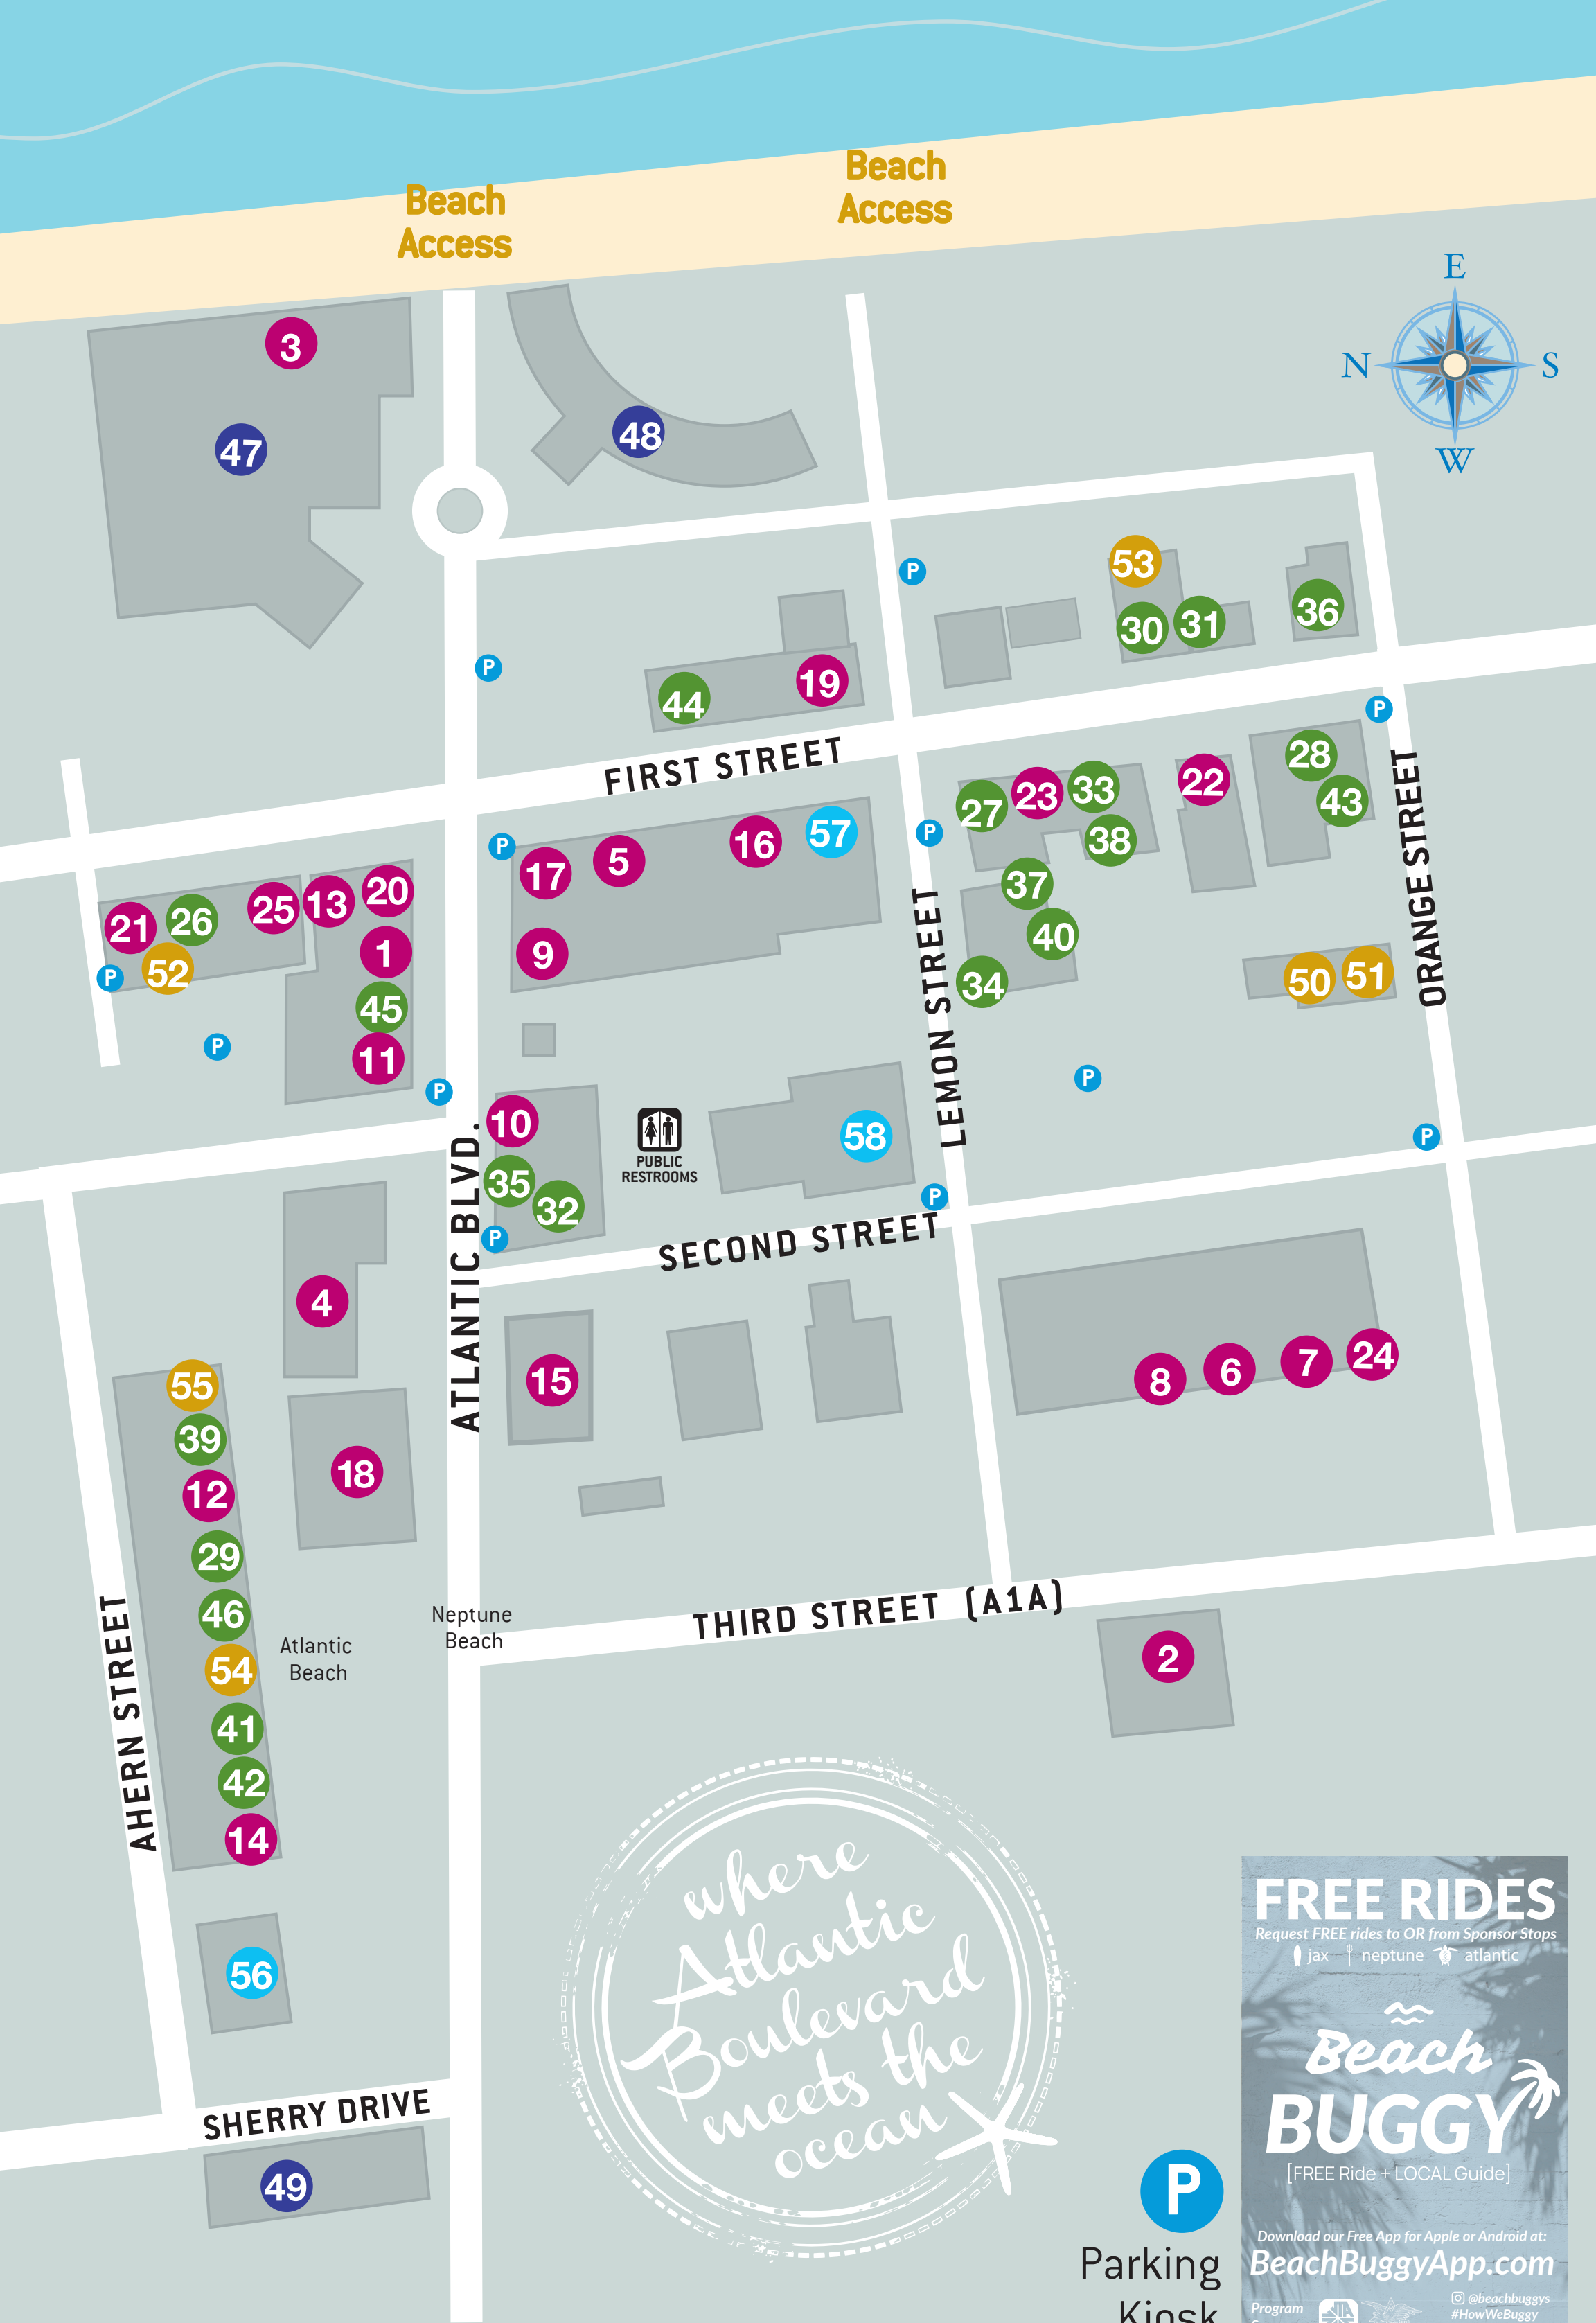 Beach
Access
Beach
Access
E
N
S
W
3
47
48
53
30
31
36
P
P
44
19
FIRST STREET
P
28
43
22
27
23
33
38
37
40
34
50
51
P
ORANGE STREET
LEMON STREET
P
17
5
16
57
9
21
26
25
13
20
52
1
45
11
P
P
P
10
35
32
P
PUBLIC
RESTROOMS
58
P
P
P
SECOND STREET
ATLANTIC BLVD.
4
15
8
6
7
24
55
39
12
29
46
54
41
42
14
18
AHERN STREET
Atlantic
Beach
Neptune
Beach
THIRD STREET (A1A)
2
56
SHERRY DRIVE
49
where
Atlantic
Boulevard
meets the
ocean
P
Parking
Kiosk
FREE RIDES
Request FREE rides to OR from Sponsor Stops
jax neptune atlantic
Beach
BUGGY
[FREE Ride + LOCAL Guide]
Download our Free App for Apple or Android at:
BeachBuggyApp.com
@beachbuggys
#HowWeBuggy
Program